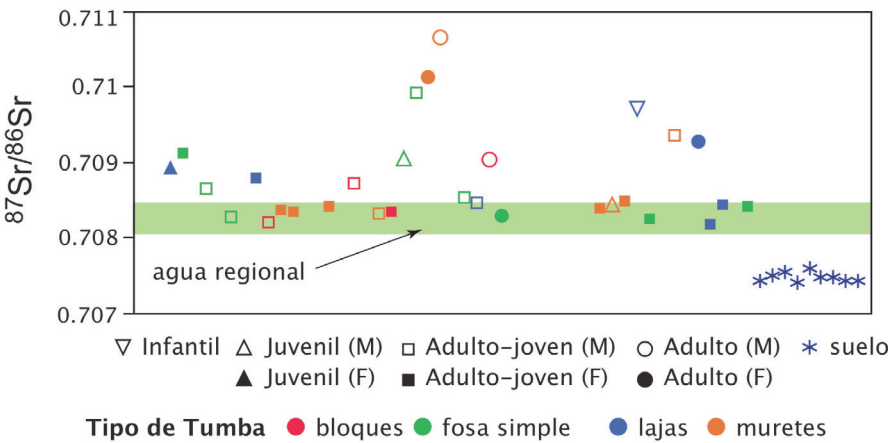 0.711
0.71
0.709
0.708
0.707
87Sr/86Sr
agua regional
Infantil Juvenil (M) Adulto-joven (M) Adulto (M) suelo
Juvenil (F) Adulto-joven (F) Adulto (F)
Tipo de Tumba bloques fosa simple lajas muretes